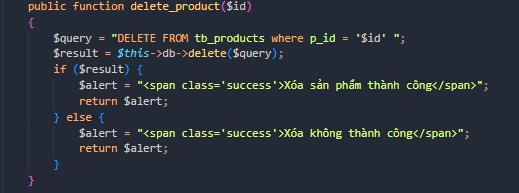 public function delete_product($id)
{
$query = "DELETE FROM tb_products where p_id = '$id' ";
$result = $this->db->delete($query);
if ($result) {
$alert = "<span class='success'>Xóa sản phẩm thành công</span>";
return $alert;
} else {
$alert = "<span class='success'>Xóa không thành công</span>";
return $alert;
}
}